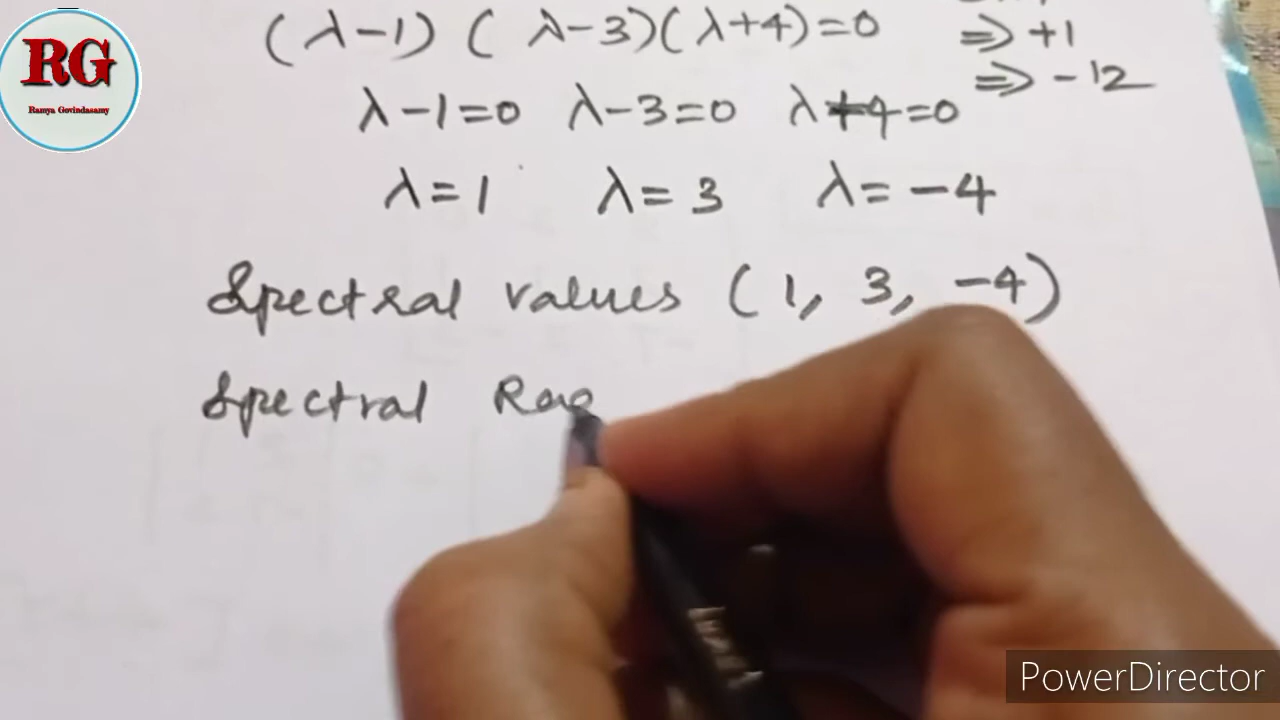 RG
Ramya Govindasamy
(λ-1) (λ-3)(λ+4)=0
⇒ +1
⇒ -12
λ-1=0 λ-3=0 λ+4=0
λ=1 λ=3 λ=-4
Spectral values (1, 3, -4)
Spectral
PowerDirector